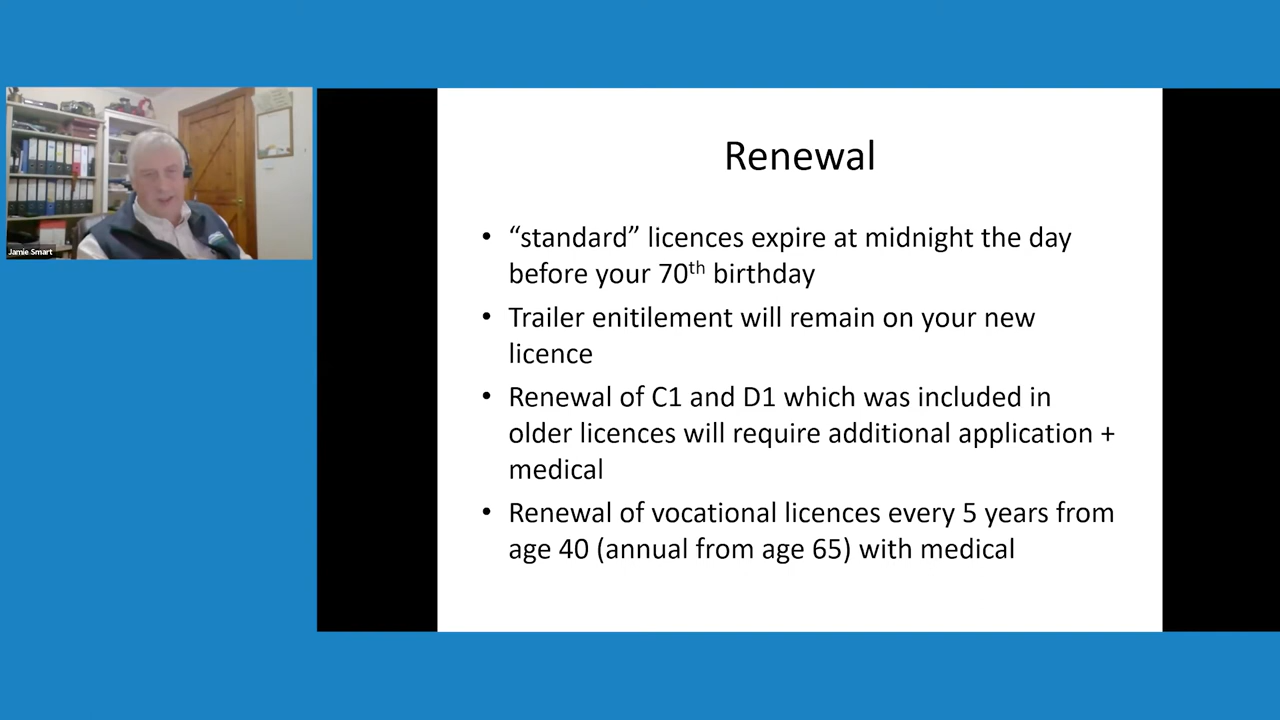 Jamie Smart
Renewal
• “standard” licences expire at midnight the day
before your 70th birthday
• Trailer enitilement will remain on your new
licence
• Renewal of C1 and D1 which was included in
older licences will require additional application +
medical
• Renewal of vocational licences every 5 years from
age 40 (annual from age 65) with medical